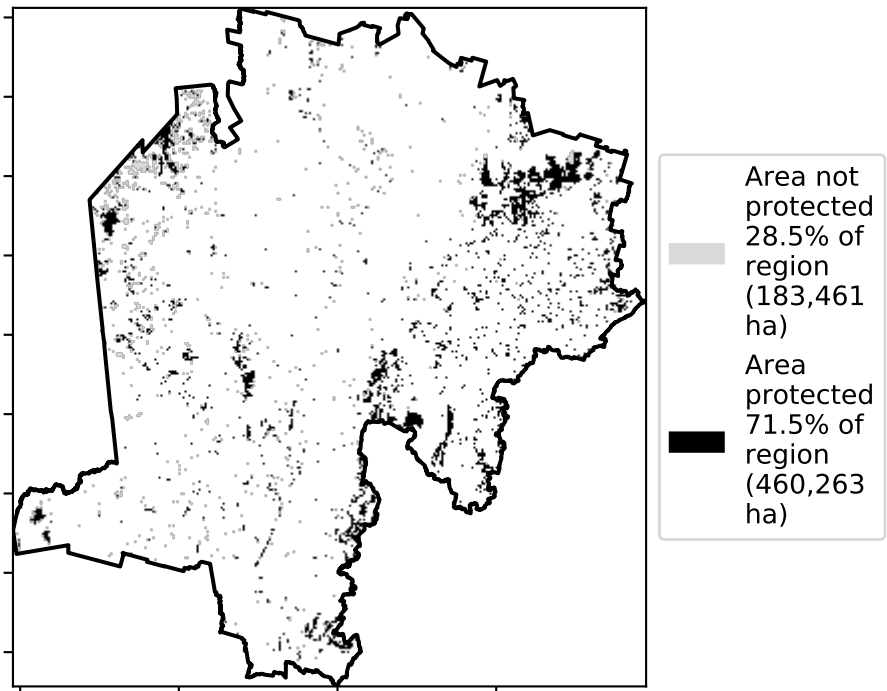 Area not
protected
28.5% of
region
(183,461
ha)
Area
protected
71.5% of
region
(460,263
ha)